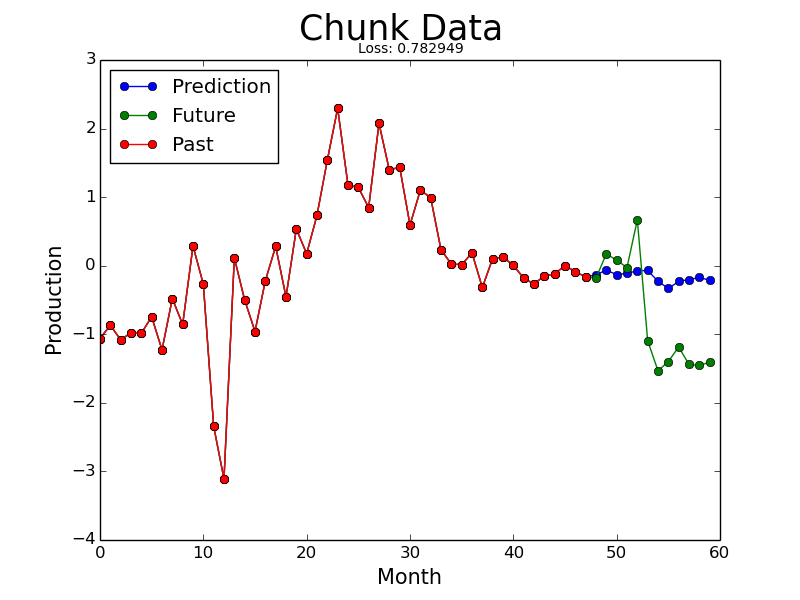 Chunk Data
Loss: 0.782949
Prediction
Future
Past
Production
3
2
1
0
−1
−2
−3
−4
0 10 20 30 40 50 60
Month